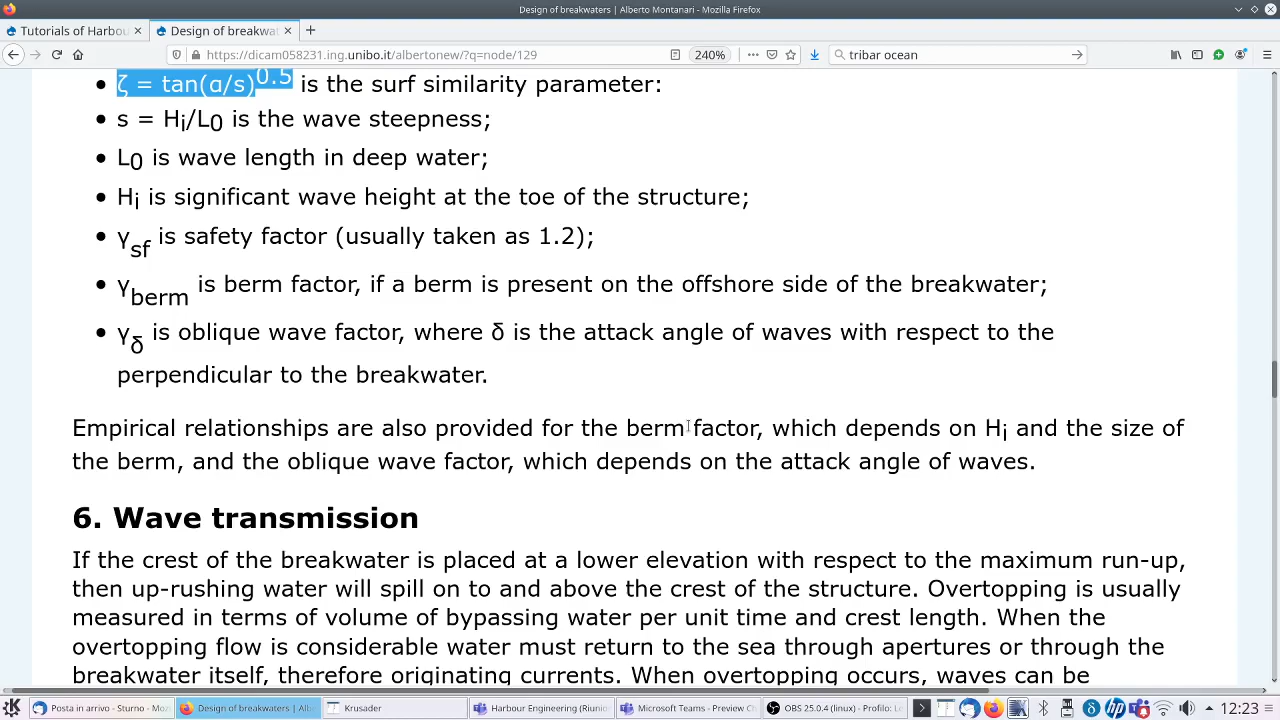 Design of breakwaters | Alberto Montanari - Mozilla Firefox
Tutorials of Harbou
Design of breakwat
https://dicam058231.ing.unibo.it/albertonew/?q=node/129
240%
tribar ocean
ζ = tan(α/s)0.5 is the surf similarity parameter:
s = Hi/L0 is the wave steepness;
L0 is wave length in deep water;
Hi is significant wave height at the toe of the structure;
γsf is safety factor (usually taken as 1.2);
γberm is berm factor, if a berm is present on the offshore side of the breakwater;
γδ is oblique wave factor, where δ is the attack angle of waves with respect to the
perpendicular to the breakwater.
Empirical relationships are also provided for the berm factor, which depends on Hi and the size of
the berm, and the oblique wave factor, which depends on the attack angle of waves.
6. Wave transmission
If the crest of the breakwater is placed at a lower elevation with respect to the maximum run-up,
then up-rushing water will spill on to and above the crest of the structure. Overtopping is usually
measured in terms of volume of bypassing water per unit time and crest length. When the
overtopping flow is considerable water must return to the sea through apertures or through the
breakwater itself, therefore originating currents. When overtopping occurs, waves can be
Posta in arrivo - Sturno - Moz
Design of breakwaters | Alb
Krusader
Harbour Engineering (Riunio
Microsoft Teams - Preview C
OBS 25.0.4 (linux) - Profilo: L
12:23